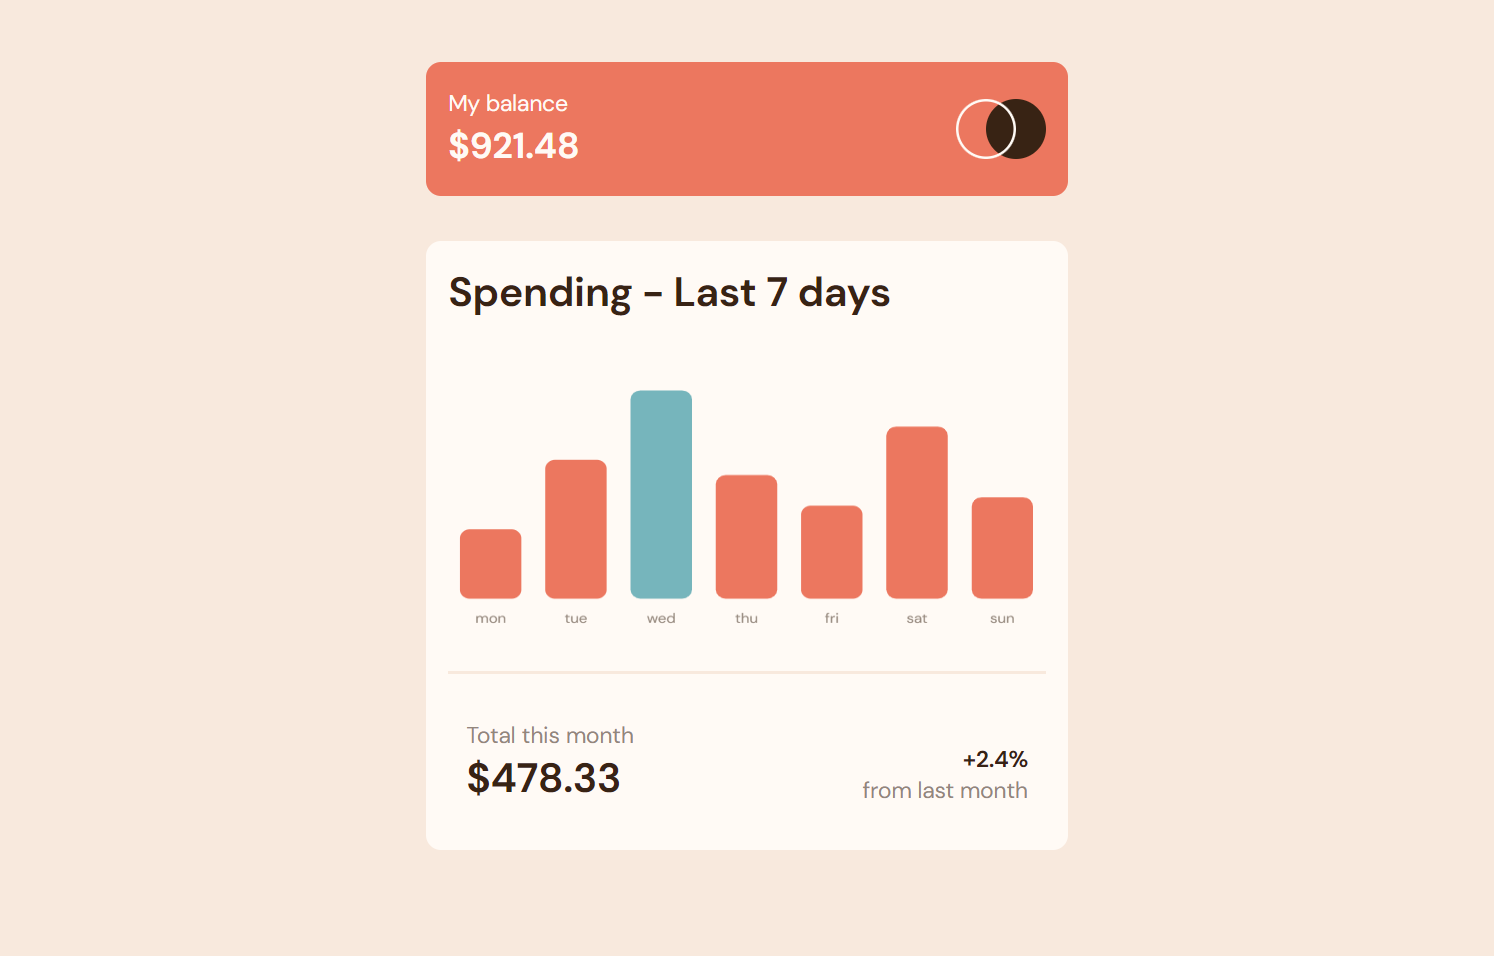 My balance
$921.48
Spending - Last 7 days
mon tue wed thu fri sat sun
Total this month
$478.33
+2.4%
from last month